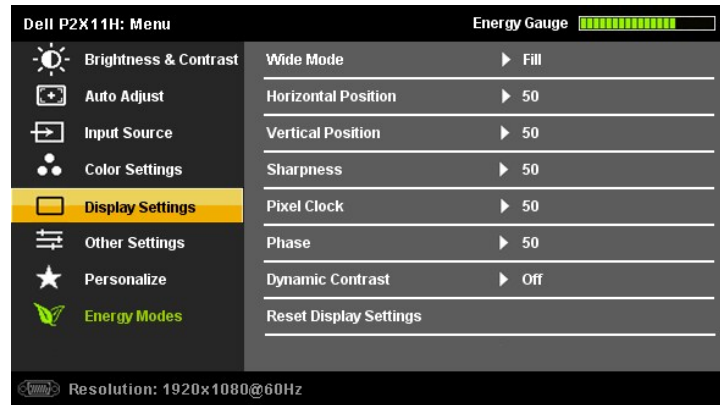 Dell P2X11H: Menu Energy Gauge
Brightness & Contrast Wide Mode Fill
Auto Adjust Horizontal Position 50
Input Source Vertical Position 50
Color Settings Sharpness 50
Display Settings Pixel Clock 50
Other Settings Phase 50
Personalize Dynamic Contrast Off
Energy Modes Reset Display Settings
Resolution: 1920x1080@60Hz